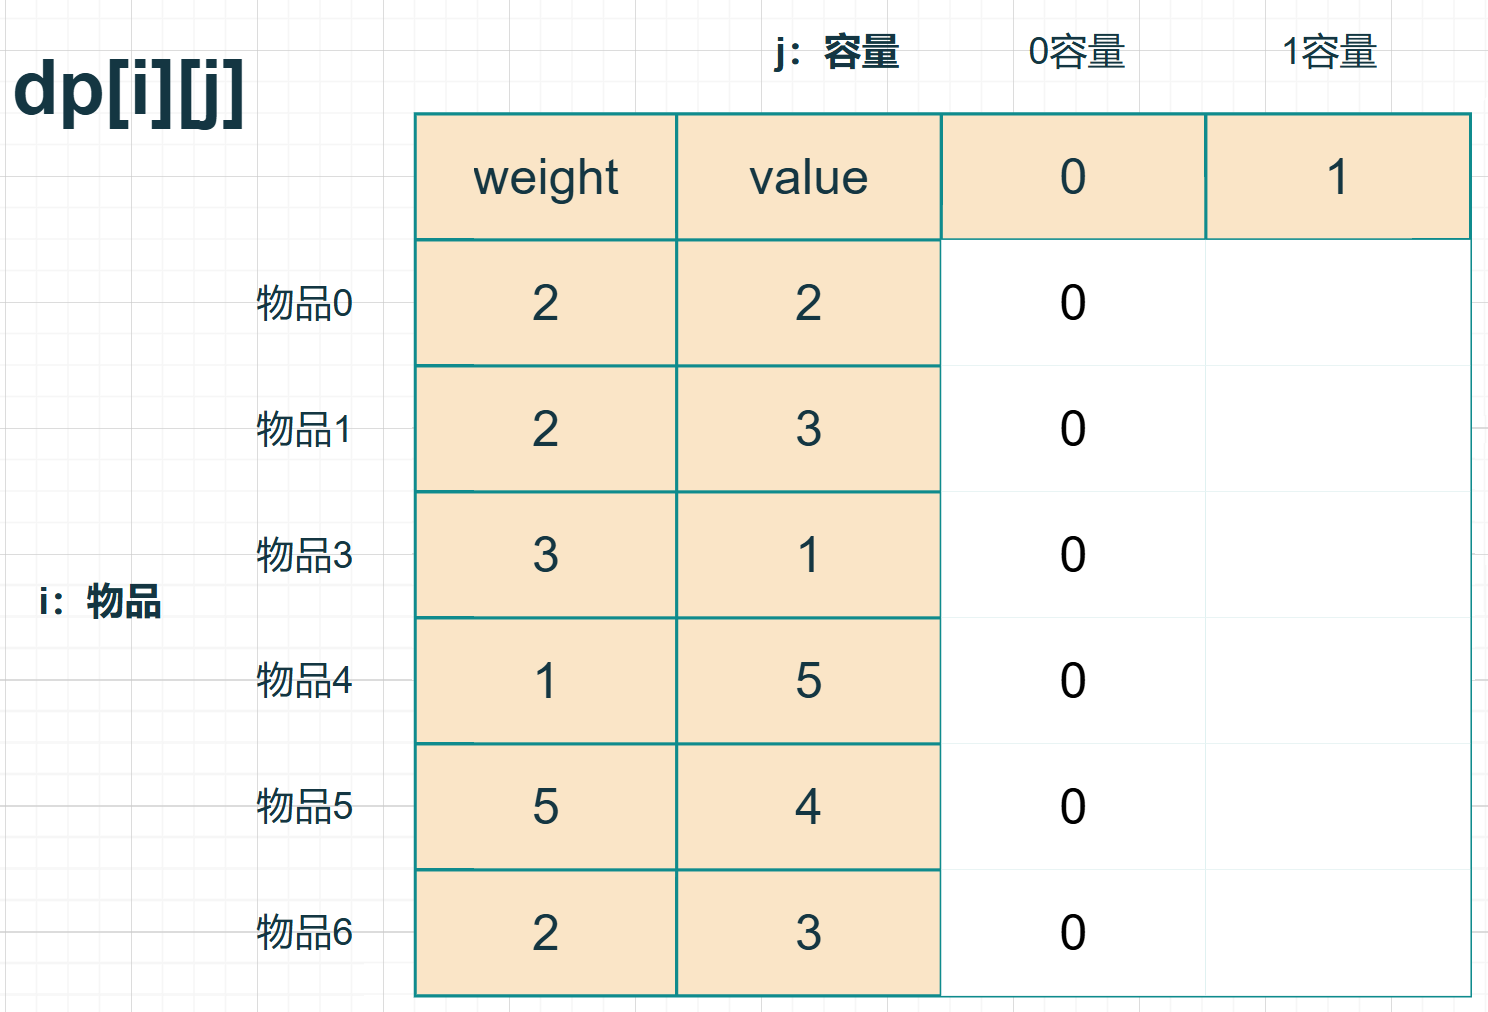 dp[i][j]
j：容量 0容量 1容量
weight value 0 1
物品0 2 2 0
物品1 2 3 0
物品3 3 1 0
i：物品
物品4 1 5 0
物品5 5 4 0
物品6 2 3 0